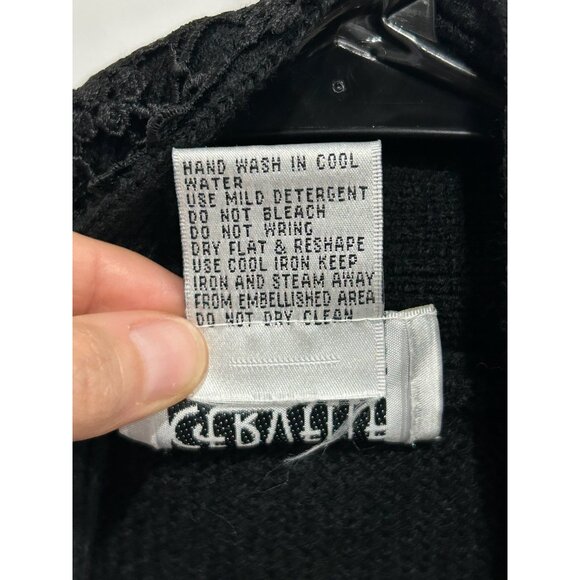 HAND WASH IN COOL
WATER
USE MILD DETERGENT
DO NOT BLEACH
DO NOT WRING
DRY FLAT & RESHAPE
USE COOL IRON KEEP
IRON AND STEAM AWAY
FROM EMBELLISHED AREA
DO NOT DRY CLEAN